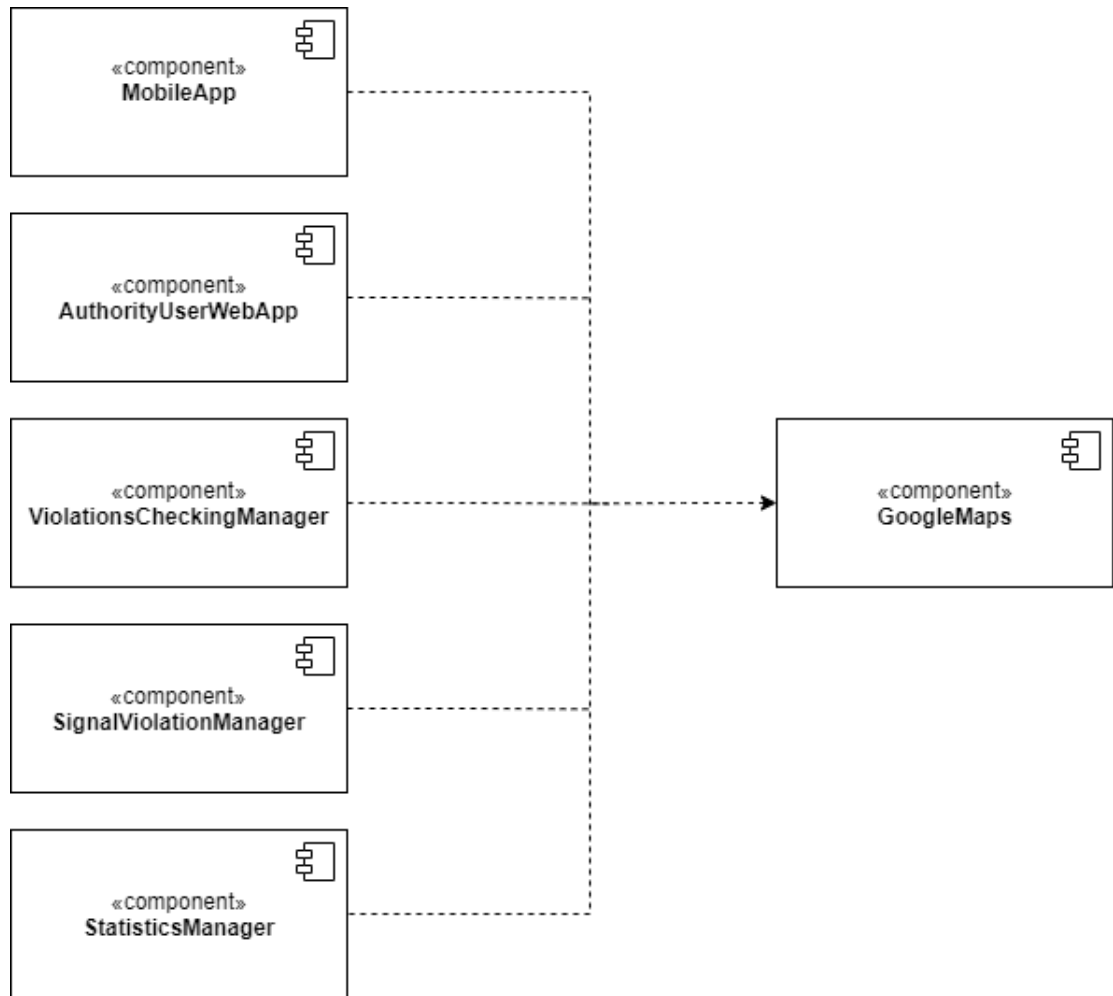 «component»
MobileApp
«component»
AuthorityUserWebApp
«component»
ViolationsCheckingManager
«component»
GoogleMaps
«component»
SignalViolationManager
«component»
StatisticsManager